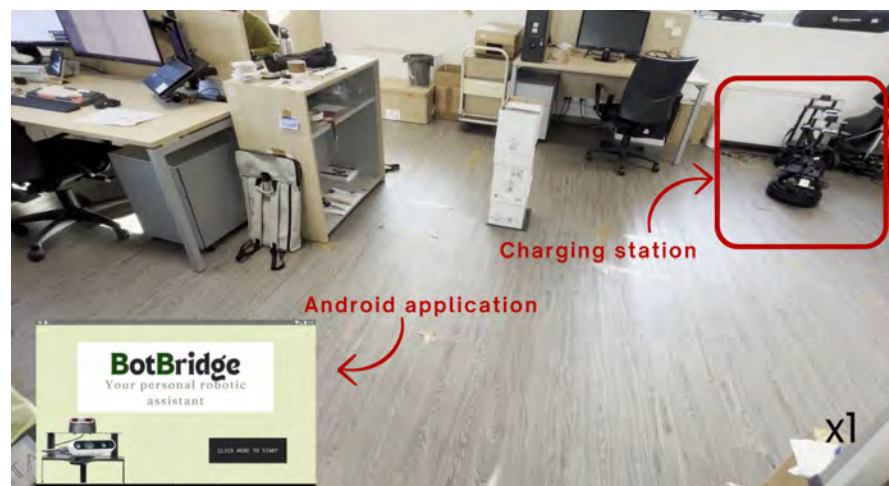 Charging station
Android application
BotBridge
Your personal robotic
assistant
CLICK HERE TO START
x1